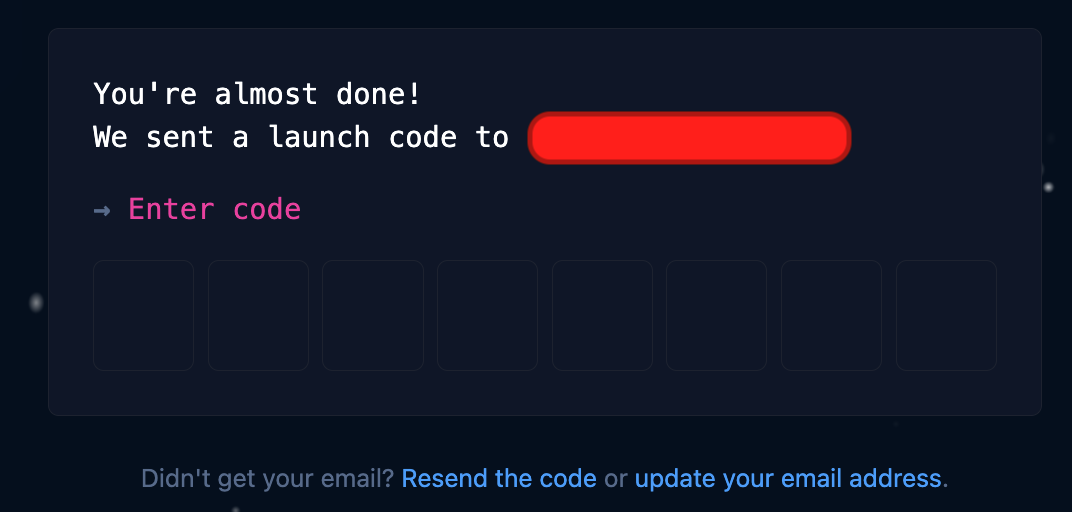 You're almost done!
We sent a launch code to
→ Enter code
Didn't get your email? Resend the code or update your email address.